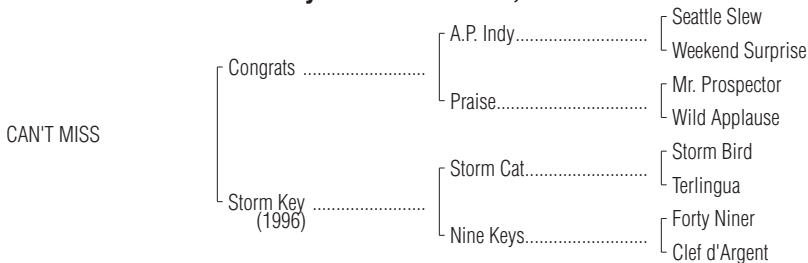 A.P. Indy
Seattle Slew
Weekend Surprise
Congrats
Praise
Mr. Prospector
Wild Applause
CAN'T MISS
Storm Cat
Storm Bird
Terlingua
Storm Key
(1996)
Nine Keys
Forty Niner
Clef d'Argent